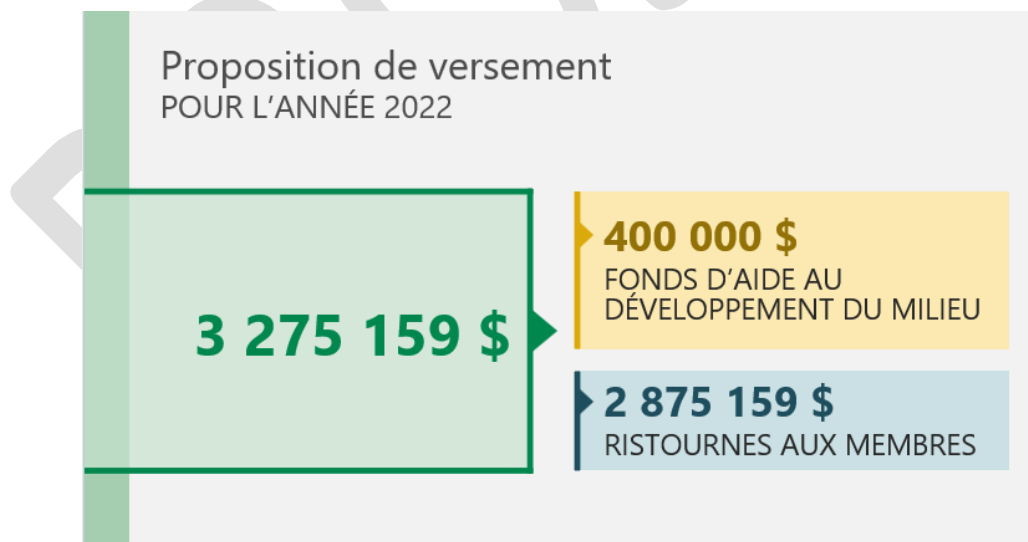 Proposition de versement
POUR L'ANNÉE 2022
3 275 159 $
400 000 $
FONDS D'AIDE AU
DÉVELOPPEMENT DU MILIEU
2 875 159 $
RISTOURNES AUX MEMBRES